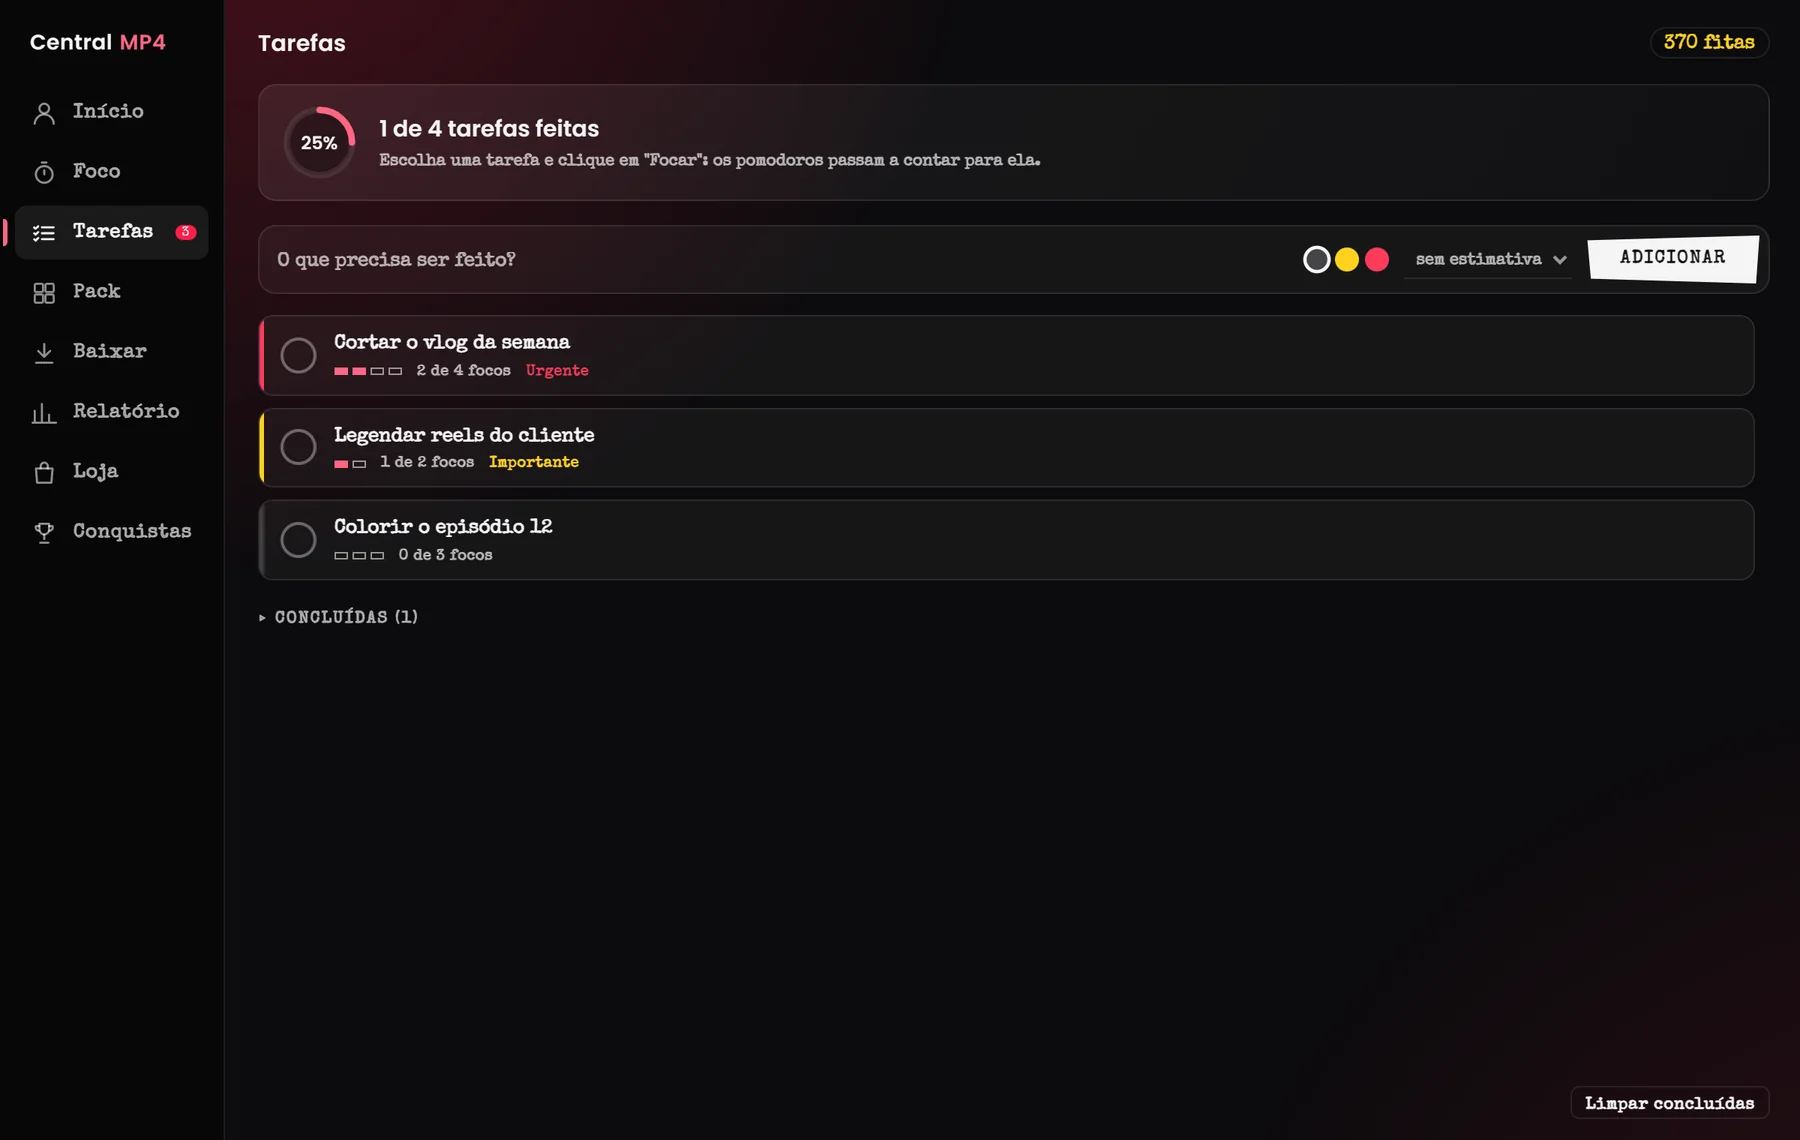 Central MP4
Início
Foco
Tarefas 3
Pack
Baixar
Relatório
Loja
Conquistas
Tarefas
370 fitas
25%
1 de 4 tarefas feitas
Escolha uma tarefa e clique em "Focar": os pomodoros passam a contar para ela.
O que precisa ser feito?
sem estimativa
ADICIONAR
Cortar o vlog da semana
2 de 4 focos Urgente
Legendar reels do cliente
1 de 2 focos Importante
Colorir o episódio 12
0 de 3 focos
CONCLUÍDAS (1)
Limpar concluídas